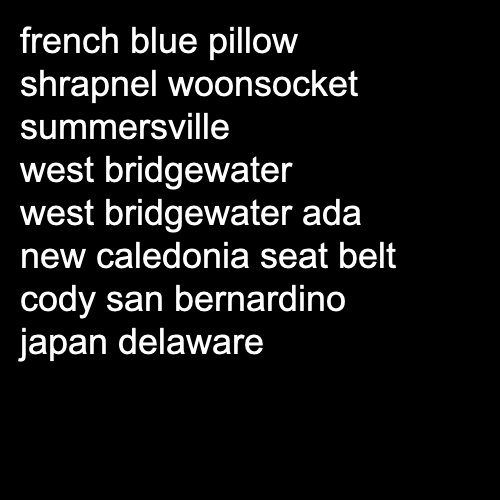 french blue pillow
shrapnel woonsocket
summersville
west bridgewater
west bridgewater ada
new caledonia seat belt
cody san bernardino
japan delaware